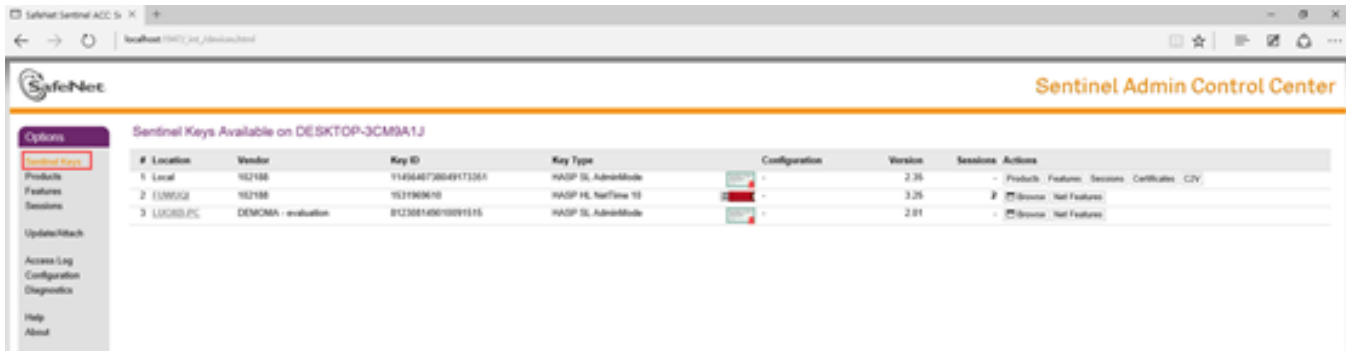 SafeNet Sentinel ACC: Se
localhost
SafeNet
Sentinel Admin Control Center
Options
Sentinel Keys
Products
Features
Sessions
Update/Attach
Access Log
Configuration
Diagnostics
Help
About
Sentinel Keys Available on DESKTOP-3CM9A1J
# Location Vendor Key ID Key Type Configuration Version Sessions Actions
1 Local 102188 HASP SL AdminMode - 2.35 - Products Features Sessions Certificates C2V
2 FUWUQI 102188 HASP HL NetTime 10 - 3.25 2 Browse Net Features
3 DEMOMA - evaluation HASP SL AdminMode - 2.01 - Browse Net Features